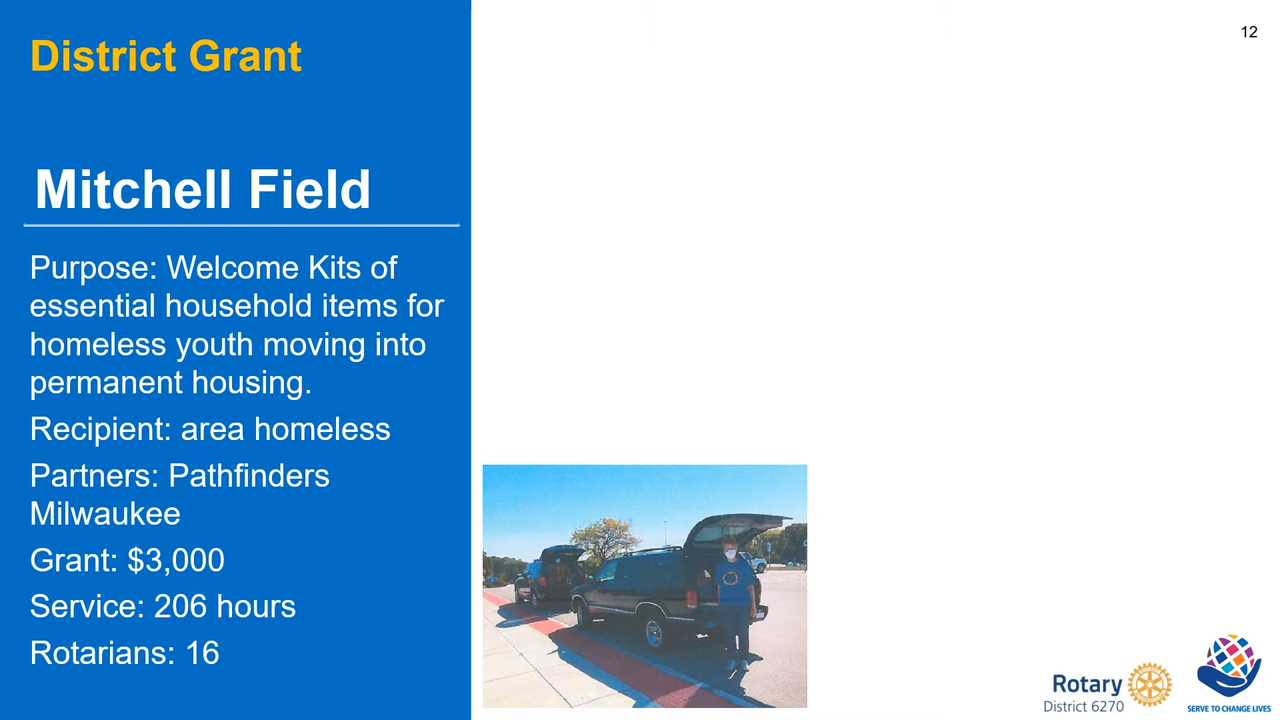 District Grant
12
Mitchell Field
Purpose: Welcome Kits of
essential household items for
homeless youth moving into
permanent housing.
Recipient: area homeless
Partners: Pathfinders
Milwaukee
Grant: $3,000
Service: 206 hours
Rotarians: 16
Rotary
District 6270
SERVE TO CHANGE LIVES